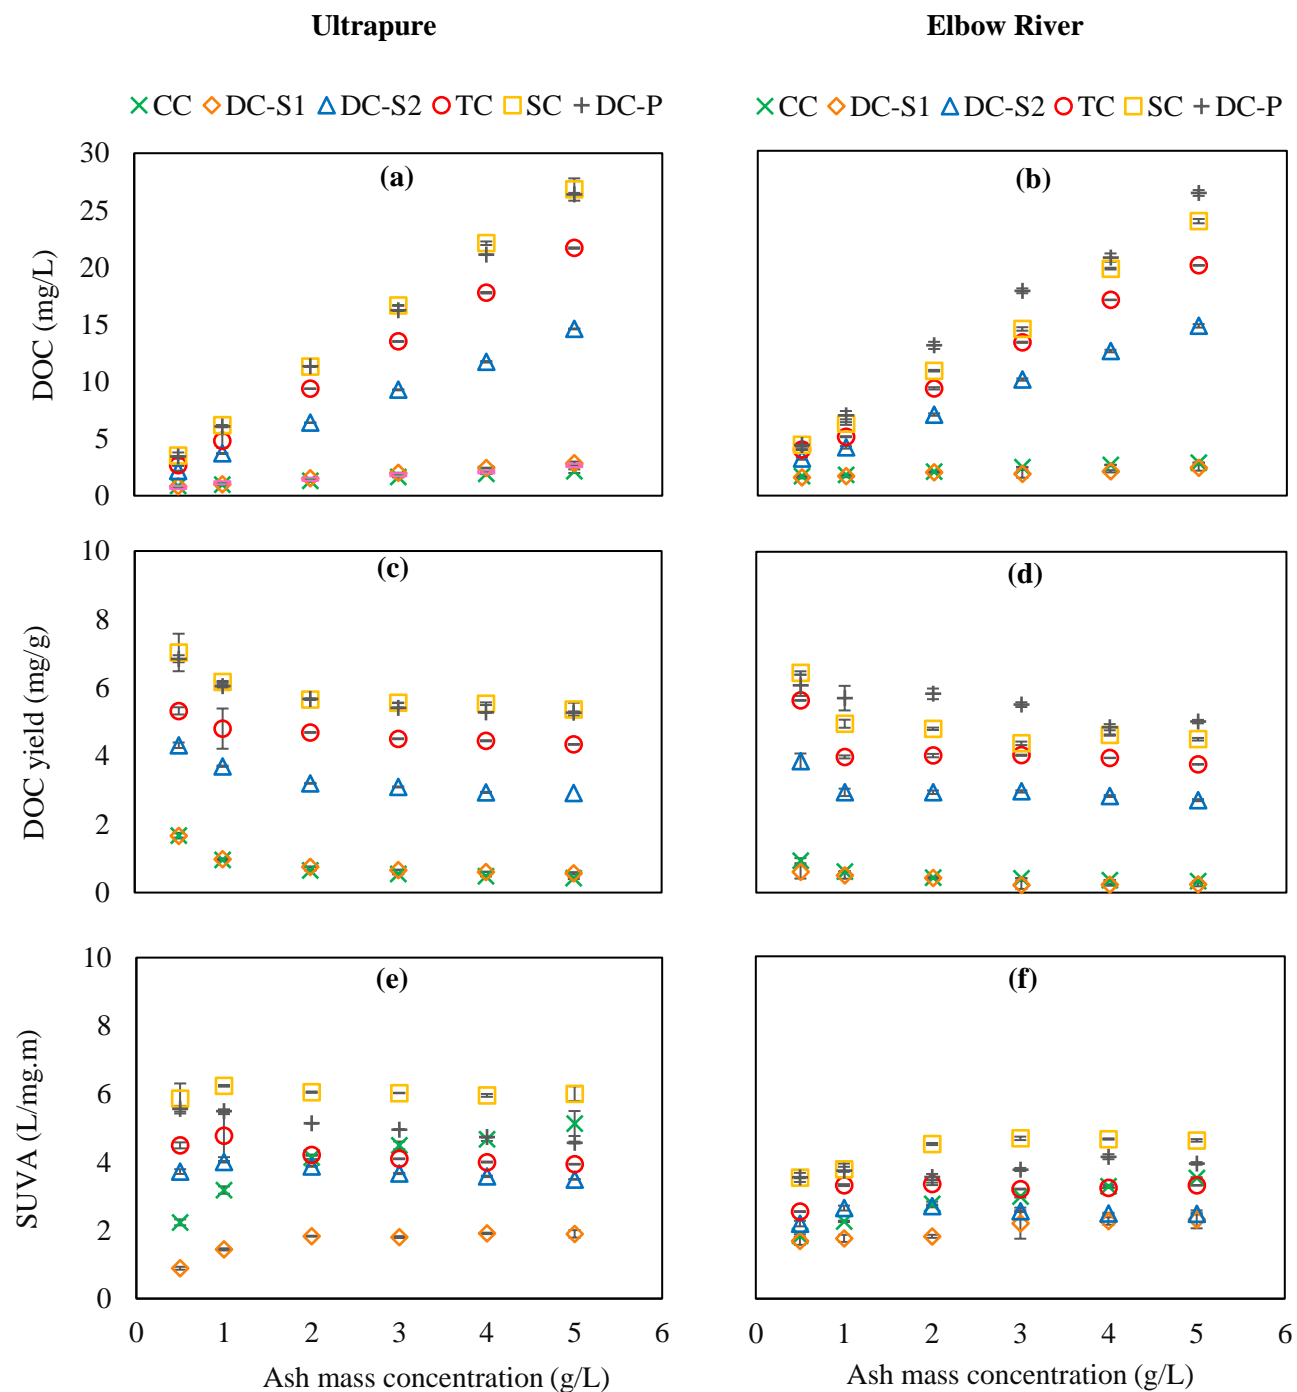 Ultrapure
Elbow River
CC DC-S1 DC-S2 TC SC DC-P
CC DC-S1 DC-S2 TC SC DC-P
DOC (mg/L)
30
25
20
15
10
5
0
(a)
(b)
DOC yield (mg/g)
10
8
6
4
2
0
(c)
(d)
SUVA (L/mg.m)
10
8
6
4
2
0
(e)
(f)
0 1 2 3 4 5 6
0 1 2 3 4 5 6
Ash mass concentration (g/L)
Ash mass concentration (g/L)